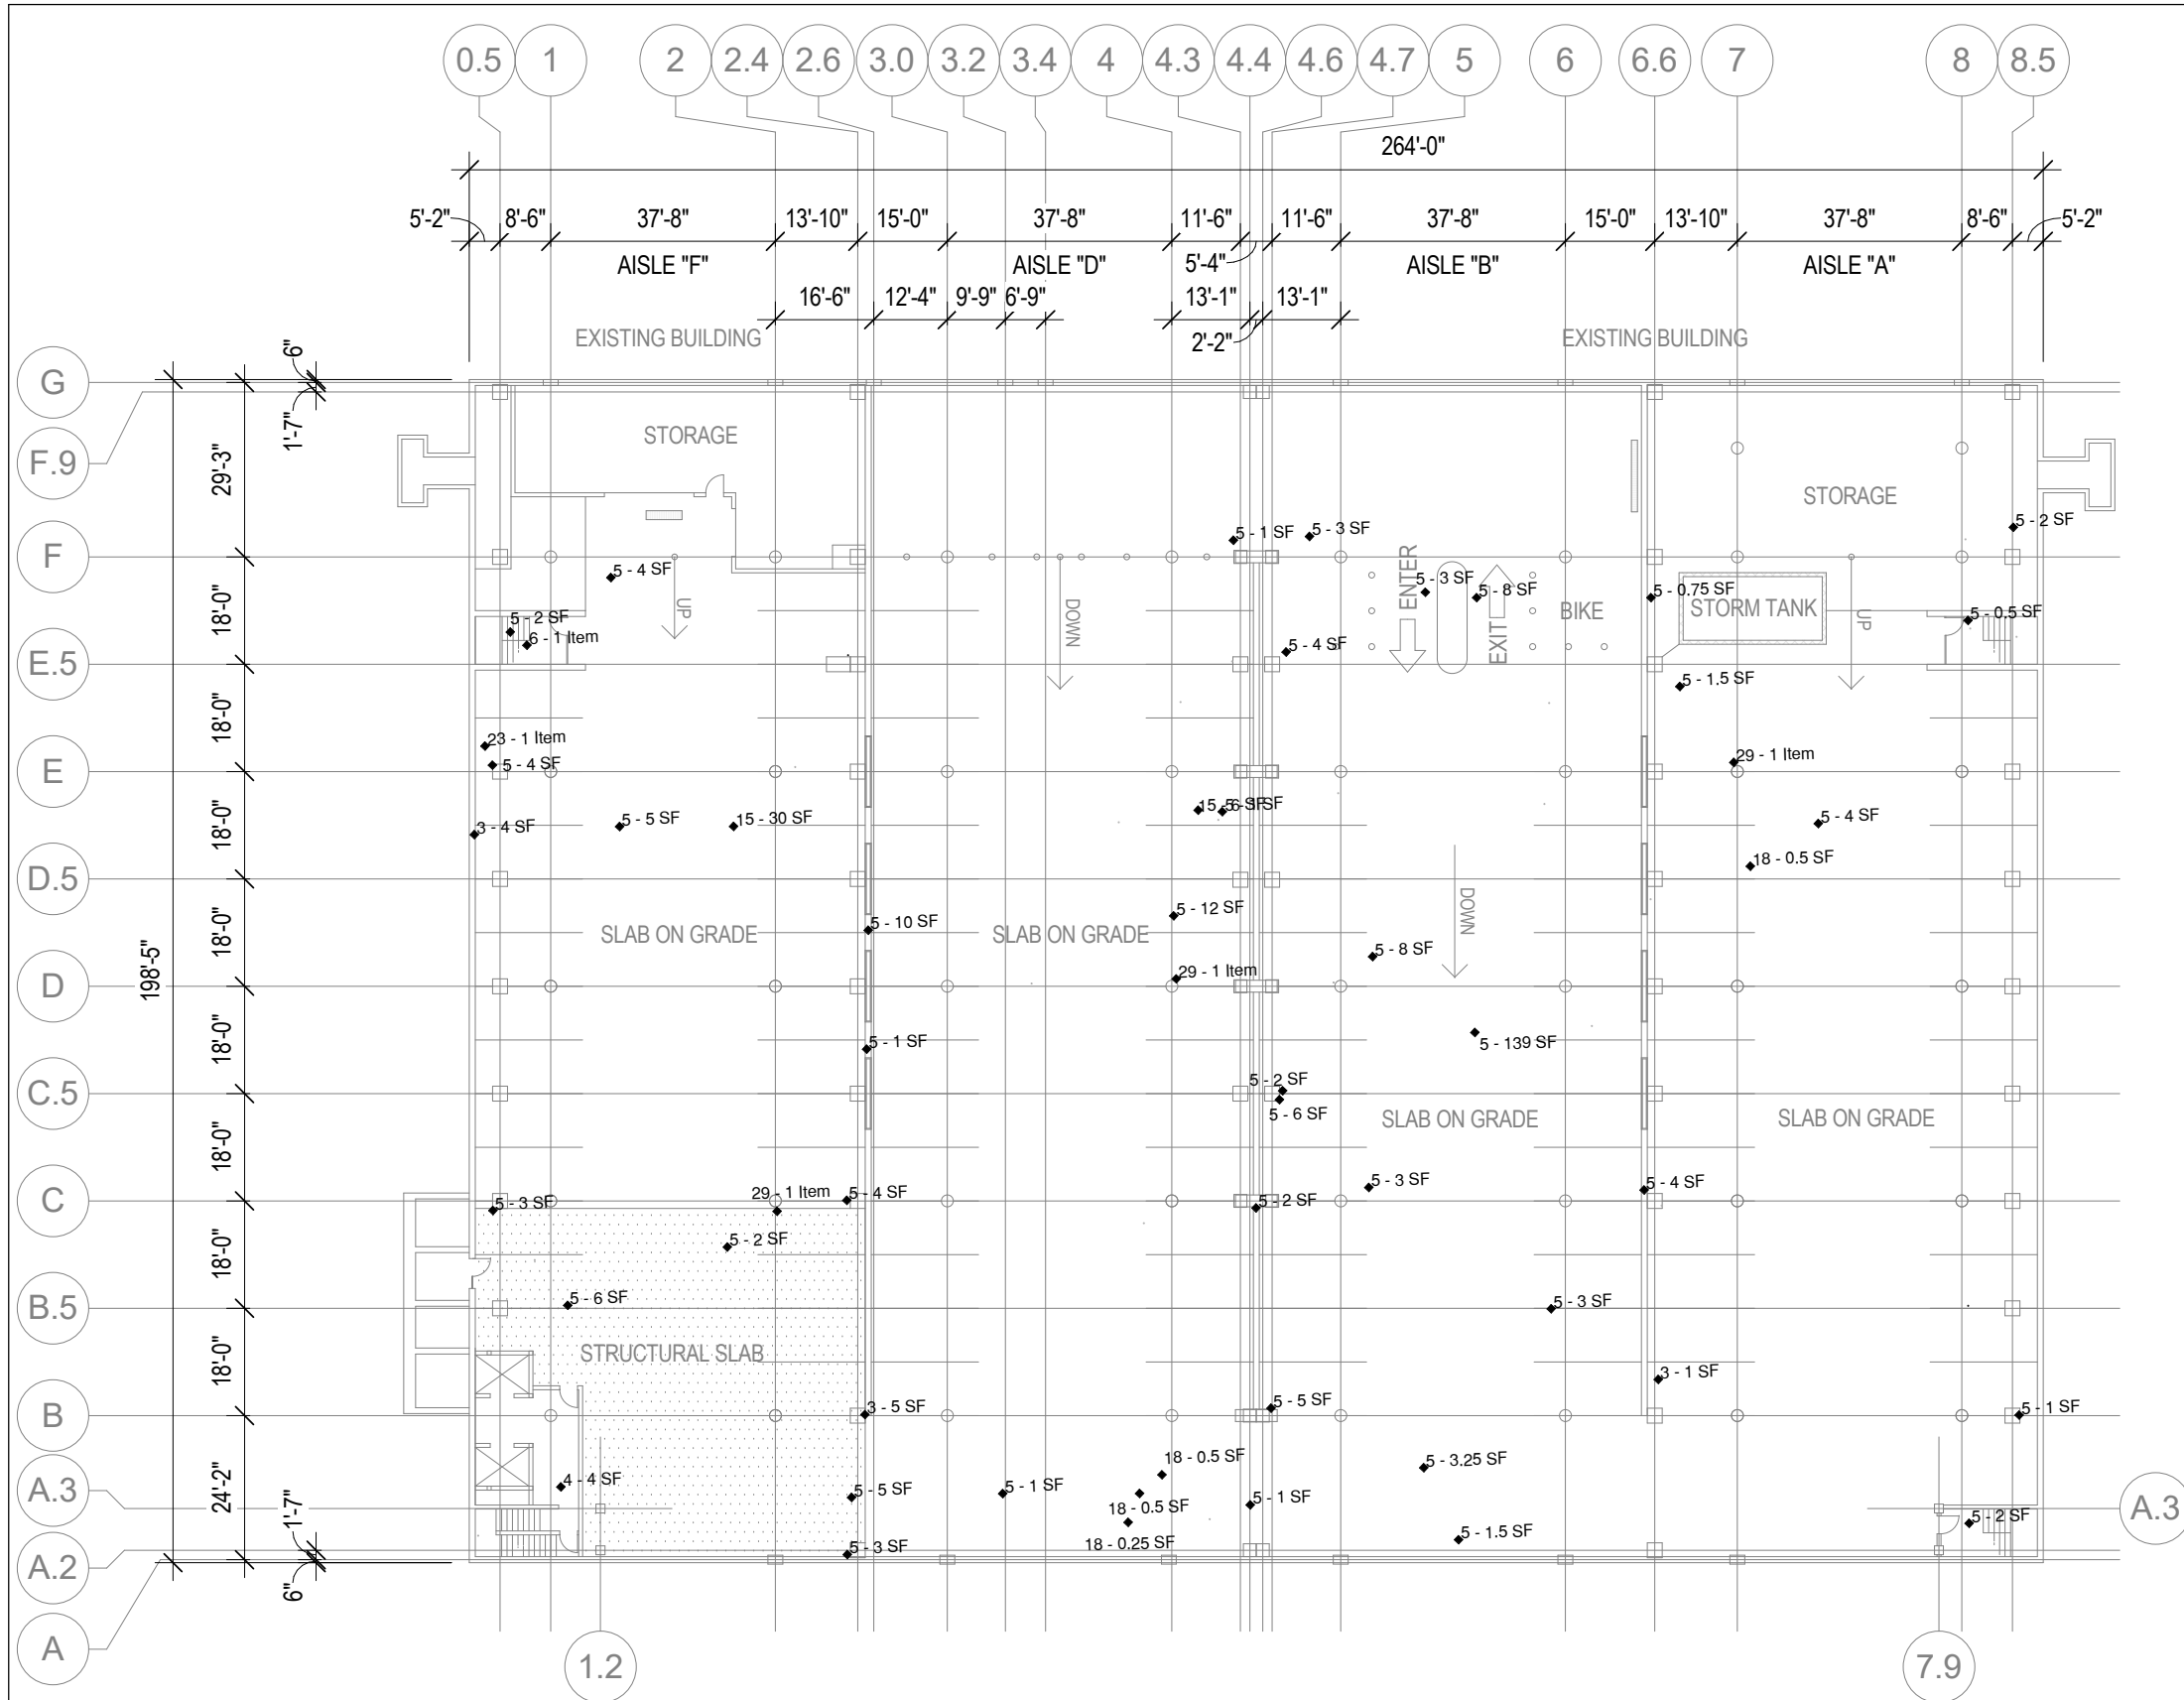 0.5 1 2 2.4 2.6 3.0 3.2 3.4 4 4.3 4.4 4.6 4.7 5 6 6.6 7 8 8.5
264'-0"
5'-2" 8'-6" 37'-8" 13'-10" 15'-0" 37'-8" 11'-6" 11'-6" 37'-8" 15'-0" 13'-10" 37'-8" 8'-6" 5'-2"
AISLE "F" AISLE "D" 5'-4" AISLE "B" AISLE "A"
16'-6" 12'-4" 9'-9" 6'-9" 13'-1" 13'-1"
EXISTING BUILDING 2'-2" EXISTING BUILDING
6"
G
1'-7"
STORAGE
F.9
29'-3"
STORAGE
5 - 2 SF
5 - 1 SF
5 - 3 SF
F
5 - 4 SF
ENTER
5 - 3 SF
5 - 8 SF
5 - 0.75 SF
18'-0"
UP
DOWN
BIKE
STORM TANK
UP
5 - 0.5 SF
5 - 2 SF
6 - 1 Item
EXIT
5 - 4 SF
E.5
5 - 1.5 SF
18'-0"
23 - 1 Item
29 - 1 Item
5 - 4 SF
E
18'-0"
3 - 4 SF
5 - 5 SF
15 - 30 SF
5 - 4 SF
18 - 0.5 SF
D.5
5 - 12 SF
DOWN
5 - 10 SF
18'-0"
SLAB ON GRADE
SLAB ON GRADE
198'-5"
5 - 8 SF
29 - 1 Item
D
18'-0"
5 - 1 SF
5 - 139 SF
5 - 2 SF
C.5
5 - 6 SF
SLAB ON GRADE
SLAB ON GRADE
18'-0"
29 - 1 Item
5 - 4 SF
5 - 3 SF
5 - 4 SF
C
5 - 3 SF
5 - 2 SF
5 - 2 SF
18'-0"
5 - 6 SF
B.5
5 - 3 SF
STRUCTURAL SLAB
18'-0"
3 - 1 SF
3 - 5 SF
5 - 5 SF
B
5 - 1 SF
18 - 0.5 SF
5 - 3.25 SF
4 - 4 SF
A.3
24'-2"
5 - 5 SF
5 - 1 SF
18 - 0.5 SF
5 - 1 SF
A.3
1'-7"
5 - 2 SF
18 - 0.25 SF
5 - 1.5 SF
5 - 3 SF
A.2
6"
A
1.2
7.9